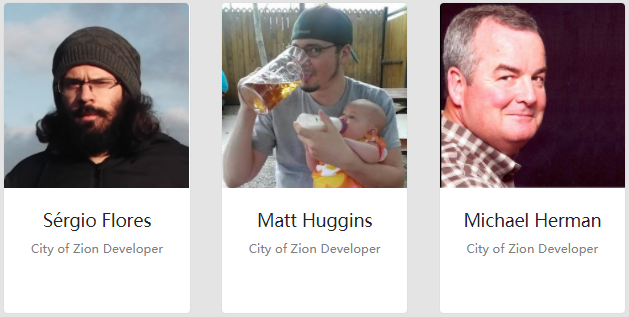 Sérgio Flores
City of Zion Developer
Matt Huggins
City of Zion Developer
Michael Herman
City of Zion Developer